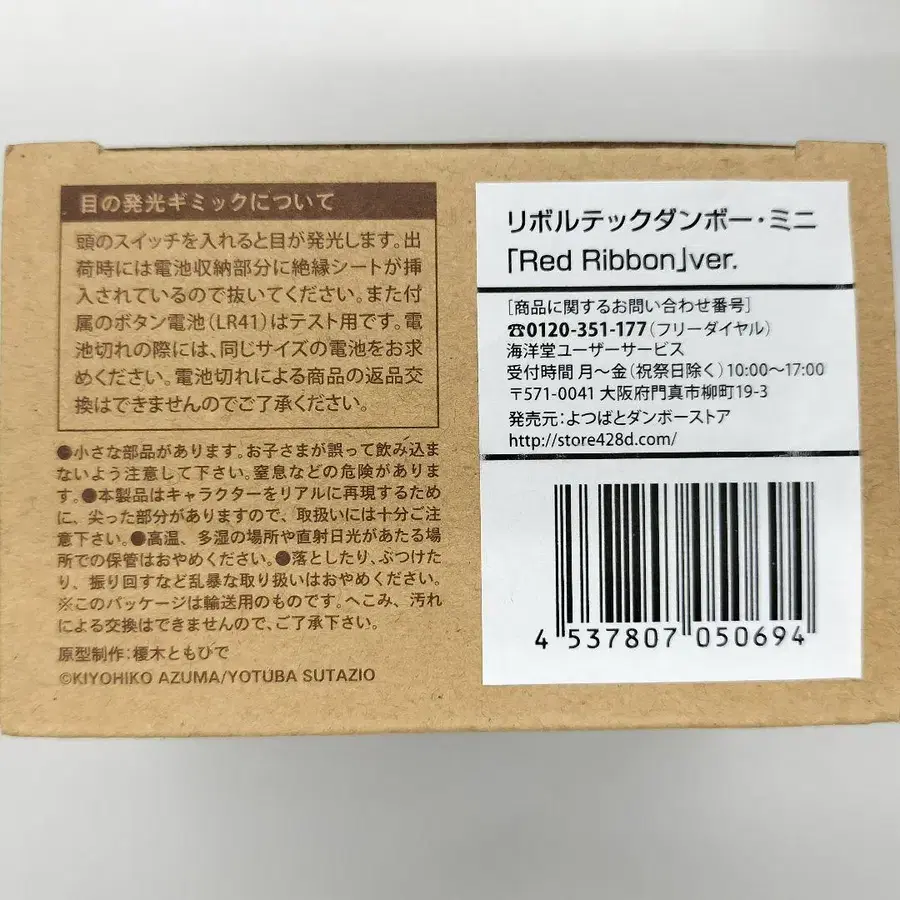 目の発光ギミックについて
頭のスイッチを入れると目が発光します。出
荷時には電池収納部分に絶縁シートが挿
入されているので抜いてください。また付
属のボタン電池(LR41)はテスト用です。電
池切れの際には、同じサイズの電池をお求
めください。電池切れによる商品の返品交
換はできませんのでご了承ください。
●小さな部品があります。お子さまが誤って飲み込ま
ないよう注意して下さい。窒息などの危険がありま
す。●本製品はキャラクターをリアルに再現するため
に、尖った部分がありますので、取扱いには十分ご注
意下さい。●高温、多湿の場所や直射日光があたる場
所での保管はおやめください。●落としたり、ぶつけた
り、振り回すなど乱暴な取り扱いはおやめください。
※このパッケージは輸送用のものです。へこみ、汚れ
による交換はできませんので、ご了承下さい。
原型制作：榎木ともひで
©KIYOHIKO AZUMA/YOTUBA SUTAZIO
リボルテックダンボー・ミニ
「Red Ribbon」ver.
［商品に関するお問い合わせ番号］
☎0120-351-177(フリーダイヤル)
海洋堂ユーザーサービス
受付時間 月～金(祝祭日除く)10:00～17:00
〒571-0041 大阪府門真市柳町19-3
発売元：よつばとダンボーストア
http://store428d.com/
4 537807 050694